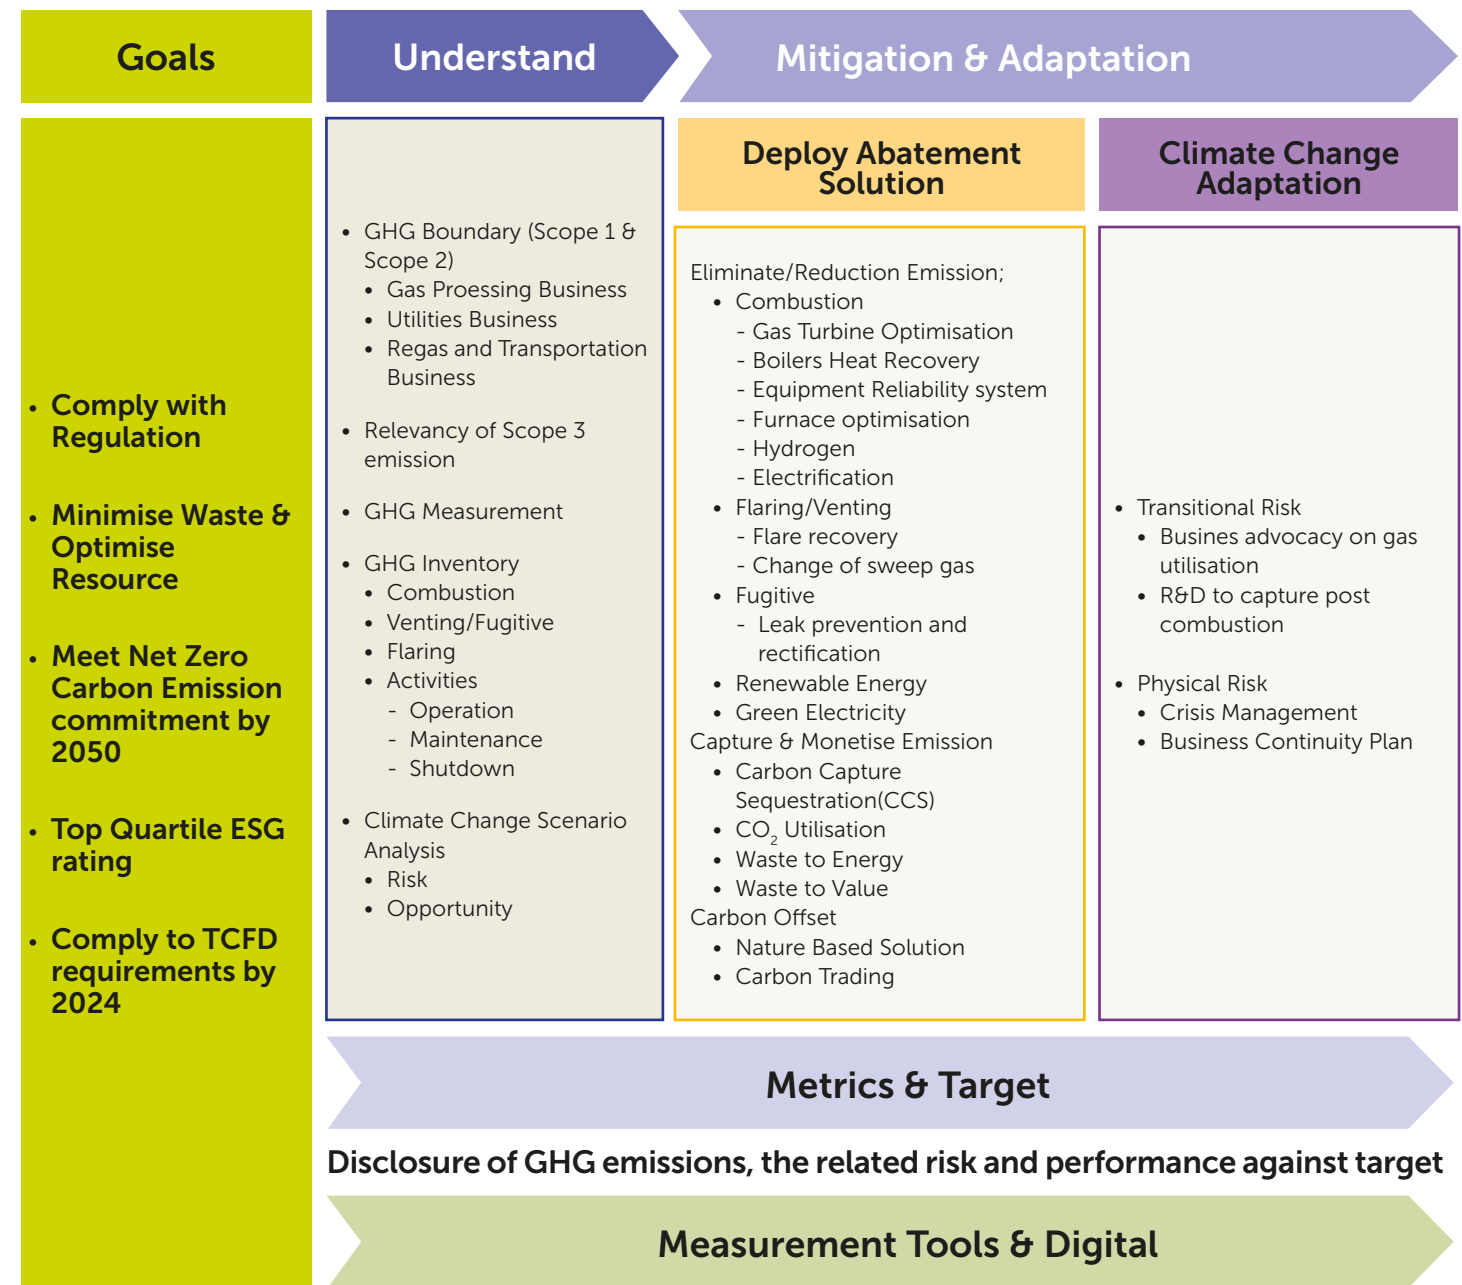 Goals
Understand
Mitigation & Adaptation
• Comply with
Regulation
• Minimise Waste &
Optimise
Resource
• Meet Net Zero
Carbon Emission
commitment by
2050
• Top Quartile ESG
rating
• Comply to TCFD
requirements by
2024
• GHG Boundary (Scope 1 &
Scope 2)
• Gas Proessing Business
• Utilities Business
• Regas and Transportation
Business
• Relevancy of Scope 3
emission
• GHG Measurement
• GHG Inventory
• Combustion
• Venting/Fugitive
• Flaring
• Activities
- Operation
- Maintenance
- Shutdown
• Climate Change Scenario
Analysis
• Risk
• Opportunity
Deploy Abatement
Solution
Eliminate/Reduction Emission;
• Combustion
- Gas Turbine Optimisation
- Boilers Heat Recovery
- Equipment Reliability system
- Furnace optimisation
- Hydrogen
- Electrification
• Flaring/Venting
- Flare recovery
- Change of sweep gas
• Fugitive
- Leak prevention and
rectification
• Renewable Energy
• Green Electricity
Capture & Monetise Emission
• Carbon Capture
Sequestration(CCS)
• CO2 Utilisation
• Waste to Energy
• Waste to Value
Carbon Offset
• Nature Based Solution
• Carbon Trading
Climate Change
Adaptation
• Transitional Risk
• Busines advocacy on gas
utilisation
• R&D to capture post
combustion
• Physical Risk
• Crisis Management
• Business Continuity Plan
Metrics & Target
Disclosure of GHG emissions, the related risk and performance against target
Measurement Tools & Digital